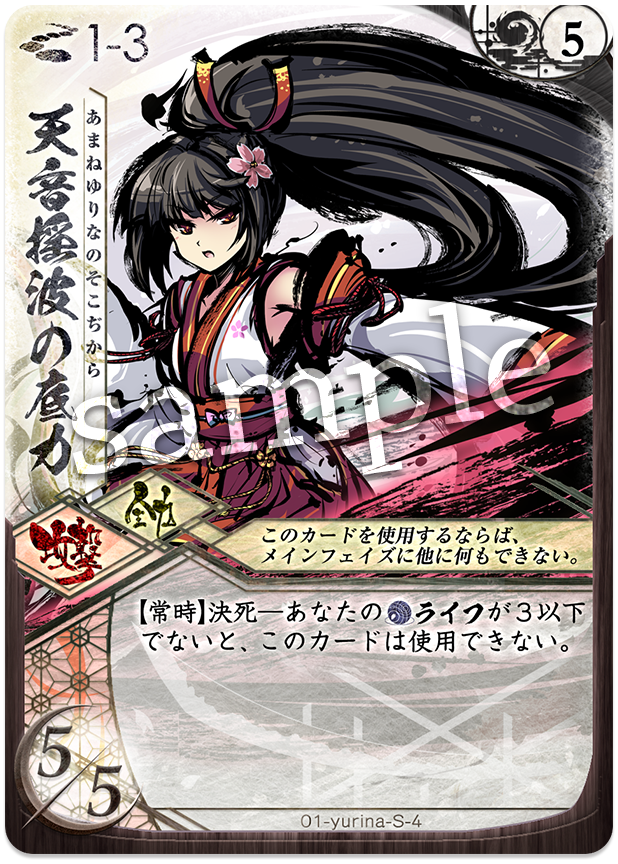 1-3
5
天音揺波の底力
あまねゆりなのそこぢから
sample
攻撃
全力
このカードを使用するならば、
メインフェイズに他に何もできない。
【常時】決死―あなたのライフが３以下
でないと、このカードは使用できない。
5/5
01-yurina-S-4